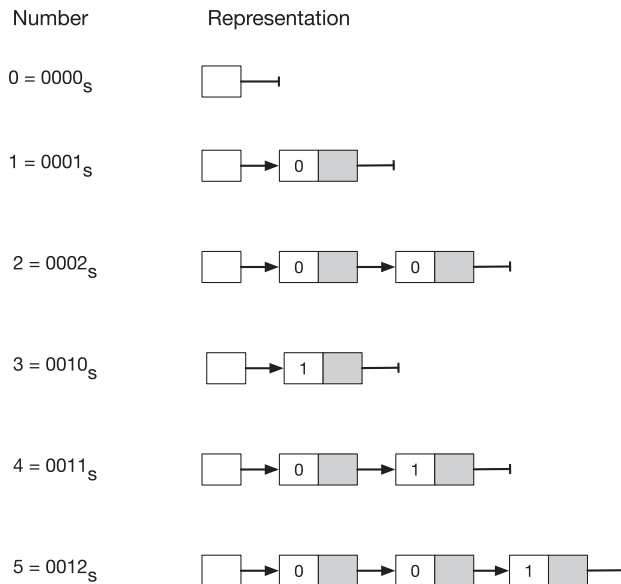 Number Representation
0 = 0000s
1 = 0001s 0
2 = 0002s 0 0
3 = 0010s 1
4 = 0011s 0 1
5 = 0012s 0 0 1